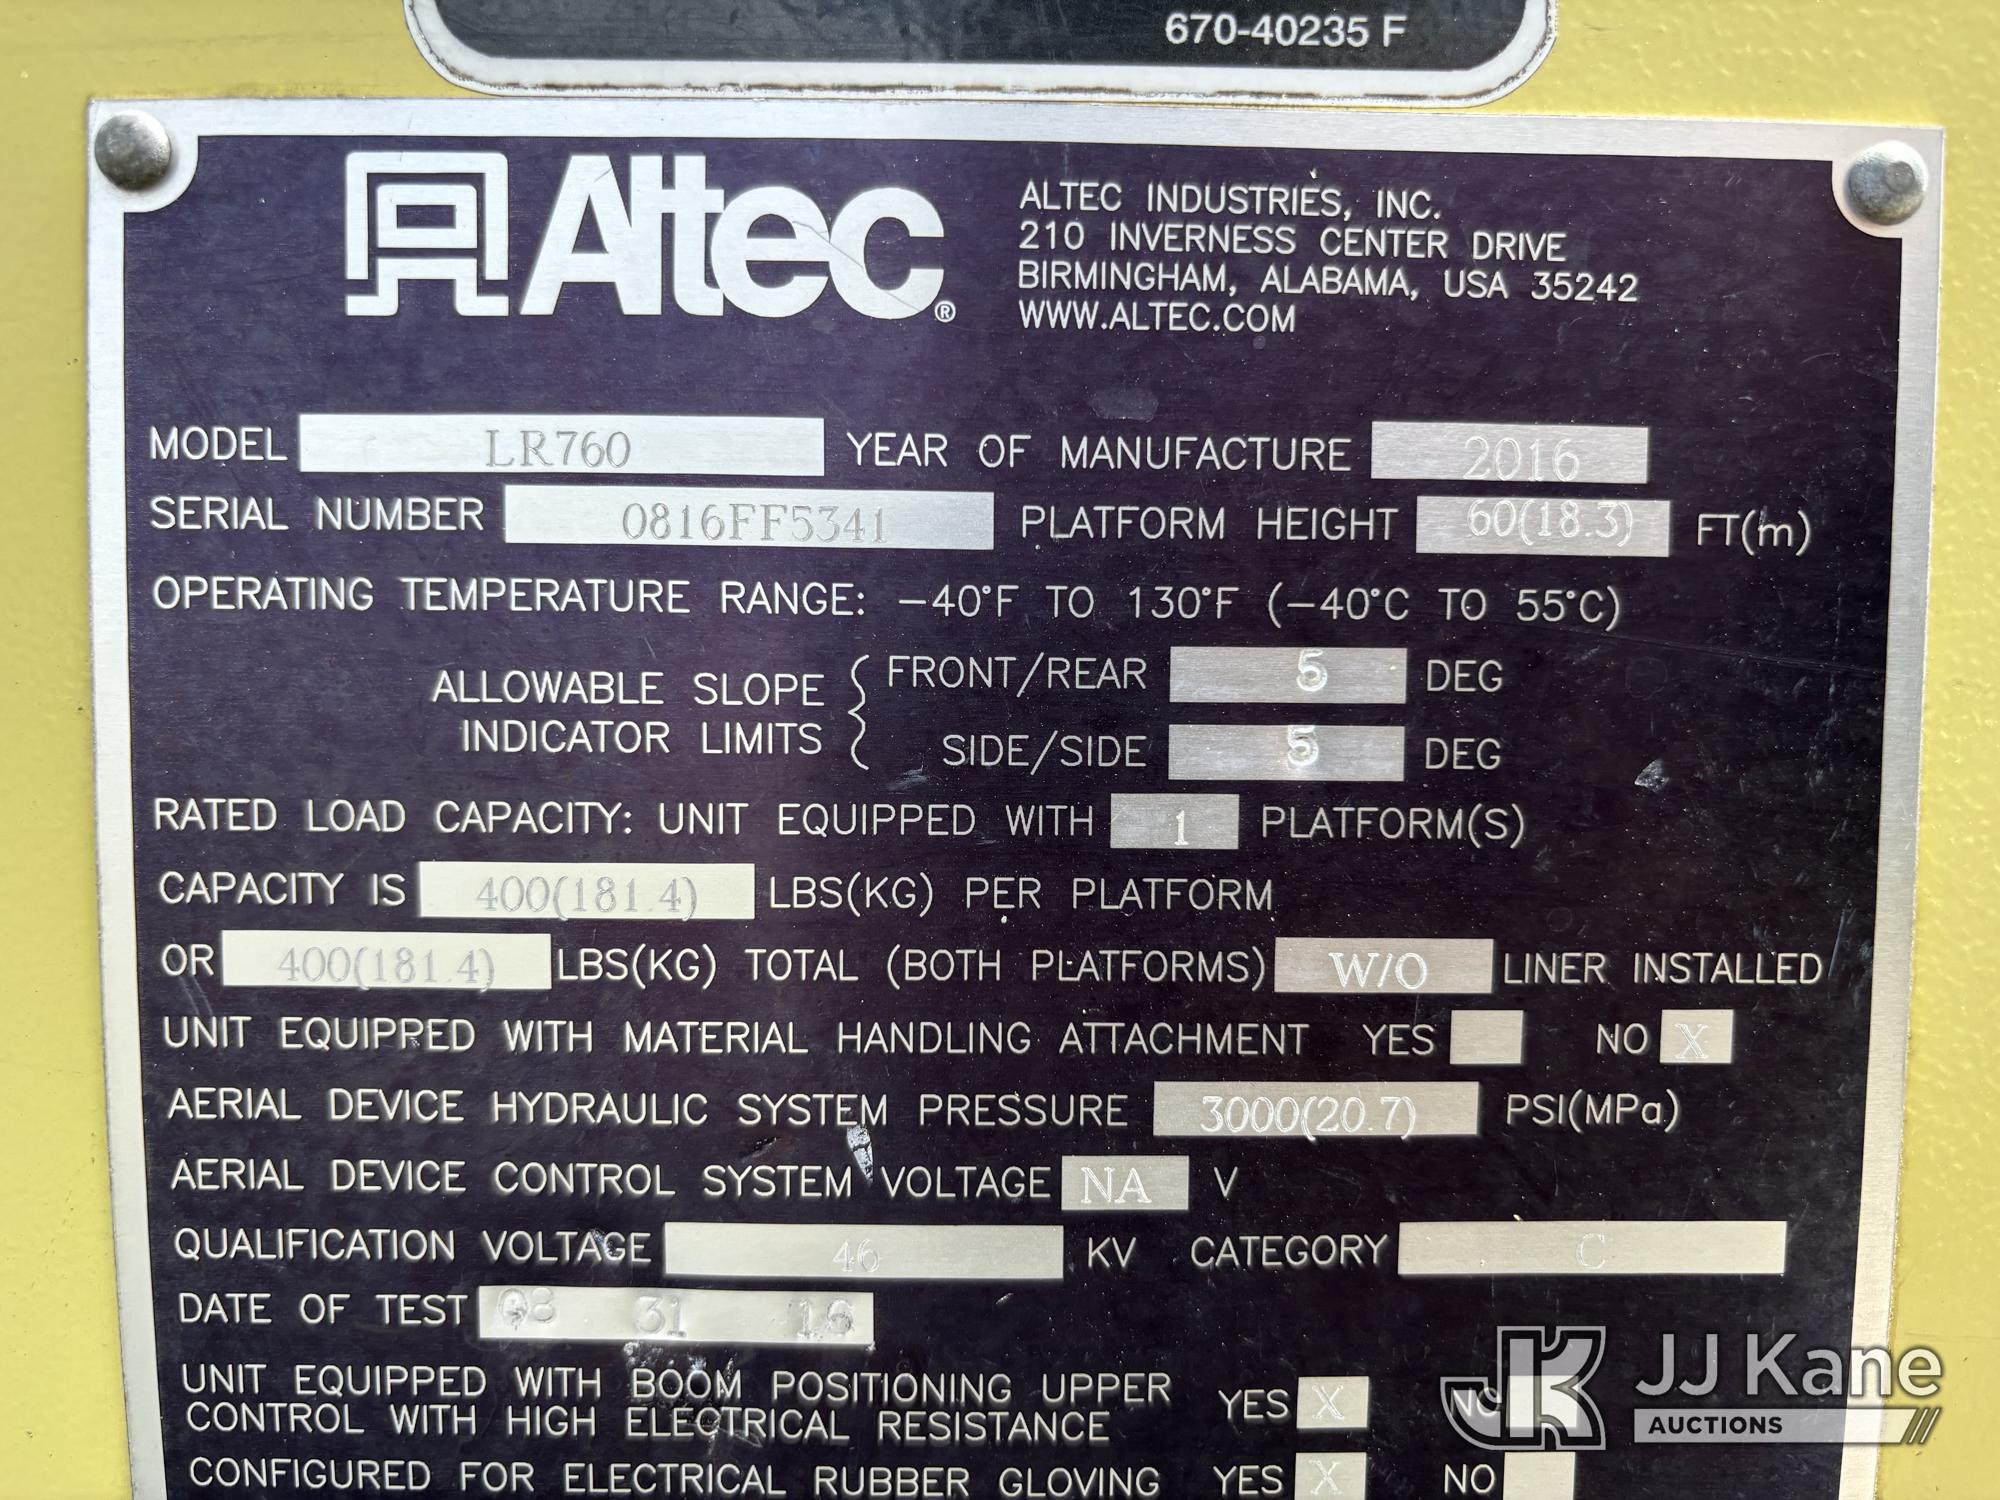 670-40235 F
Altec®
ALTEC INDUSTRIES, INC.
210 INVERNESS CENTER DRIVE
BIRMINGHAM, ALABAMA, USA 35242
WWW.ALTEC.COM
MODEL LR760 YEAR OF MANUFACTURE 2016
SERIAL NUMBER 0816FF5341 PLATFORM HEIGHT 60(18.3) FT(m)
OPERATING TEMPERATURE RANGE: -40°F TO 130°F (-40°C TO 55°C)
ALLOWABLE SLOPE INDICATOR LIMITS { FRONT/REAR 5 DEG
SIDE/SIDE 5 DEG
RATED LOAD CAPACITY: UNIT EQUIPPED WITH 1 PLATFORM(S)
CAPACITY IS 400(181.4) LBS(KG) PER PLATFORM
OR 400(181.4) LBS(KG) TOTAL (BOTH PLATFORMS) W/O LINER INSTALLED
UNIT EQUIPPED WITH MATERIAL HANDLING ATTACHMENT YES NO X
AERIAL DEVICE HYDRAULIC SYSTEM PRESSURE 3000(20.7) PSI(MPa)
AERIAL DEVICE CONTROL SYSTEM VOLTAGE NA V
QUALIFICATION VOLTAGE 46 KV CATEGORY C
DATE OF TEST 08 31 16
UNIT EQUIPPED WITH BOOM POSITIONING UPPER
CONTROL WITH HIGH ELECTRICAL RESISTANCE YES X NO
CONFIGURED FOR ELECTRICAL RUBBER GLOVING YES X NO
JK JJ Kane
AUCTIONS